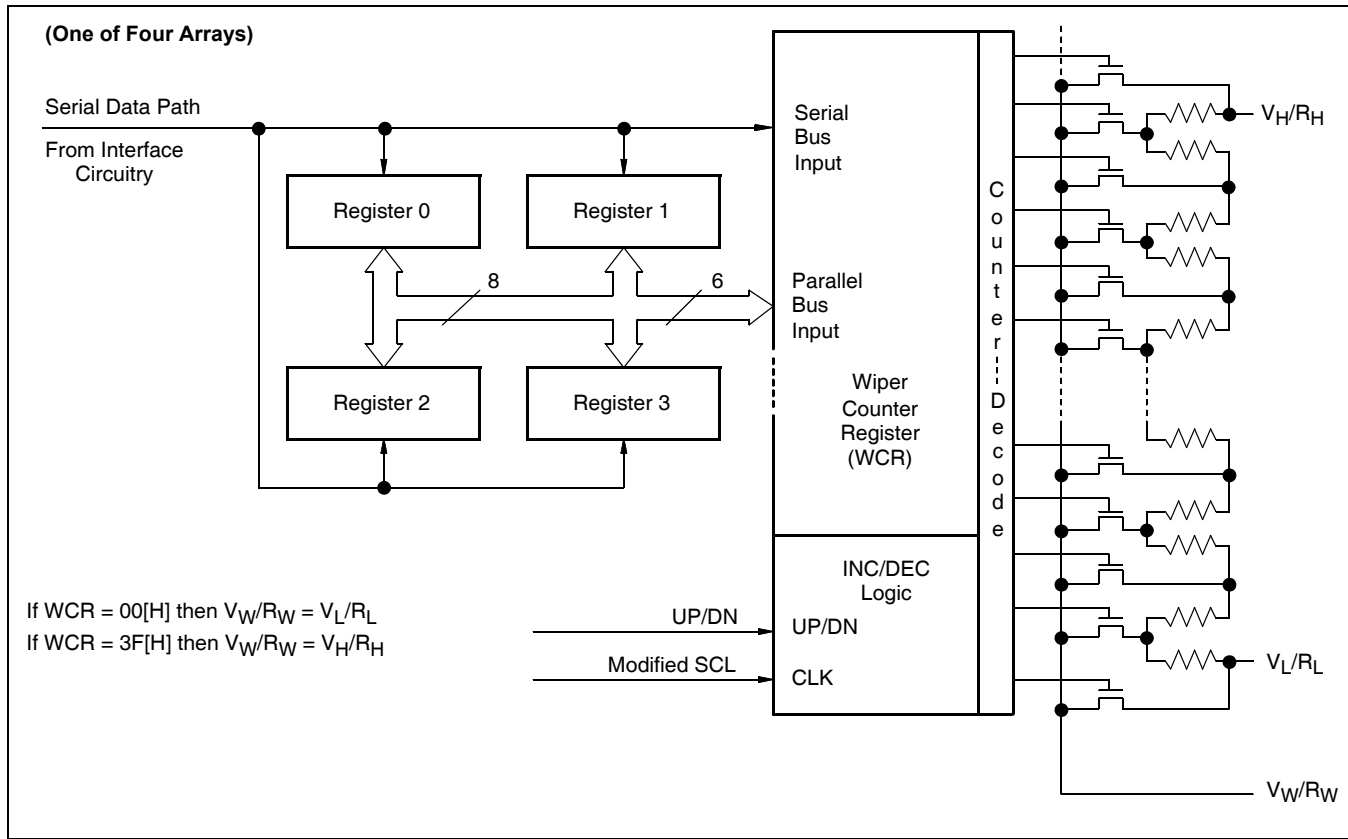 (One of Four Arrays)
Serial Data Path
From Interface
Circuitry
Register 0
Register 1
8
6
Register 2
Register 3
Serial
Bus
Input
Parallel
Bus
Input
Wiper
Counter
Register
(WCR)
Counter---Decode
INC/DEC
Logic
UP/DN
UP/DN
Modified SCL
CLK
If WCR = 00[H] then VW/RW = VL/RL
If WCR = 3F[H] then VW/RW = VH/RH
VH/RH
VL/RL
VW/RW